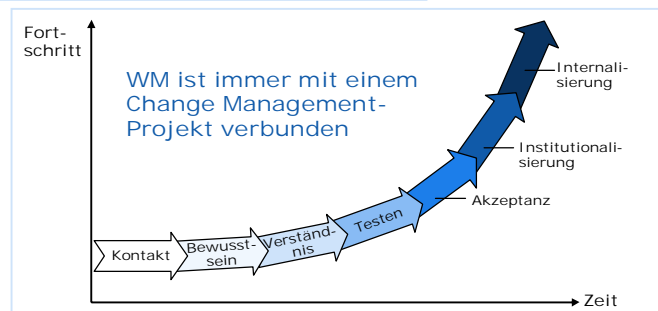 Fort-
schritt
WM ist immer mit einem
Change Management-
Projekt verbunden
Internali-
sierung
Institutionali-
sierung
Akzeptanz
Testen
Verständ-
nis
Bewusst-
sein
Kontakt
Zeit